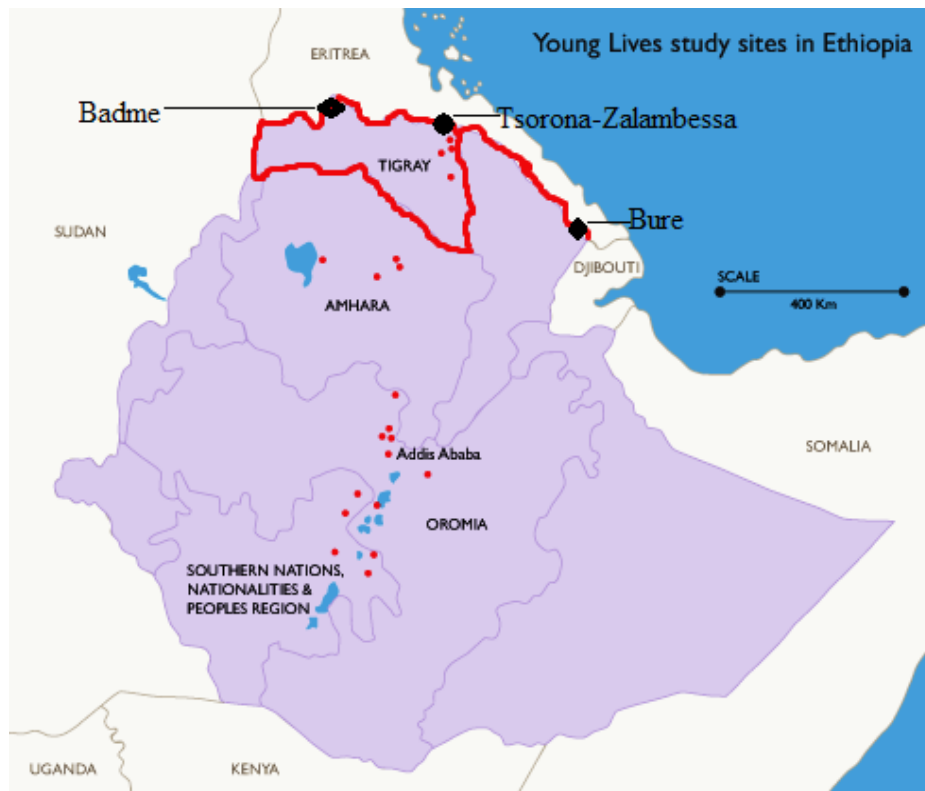 Young Lives study sites in Ethiopia
ERITREA
Badme
Tsorona-Zalambessa
TIGRAY
Bure
SUDAN
DJIBOUTI
SCALE
400 Km
AMHARA
SOMALIA
Addis Ababa
OROMIA
SOUTHERN NATIONS,
NATIONALITIES &
PEOPLES REGION
UGANDA
KENYA